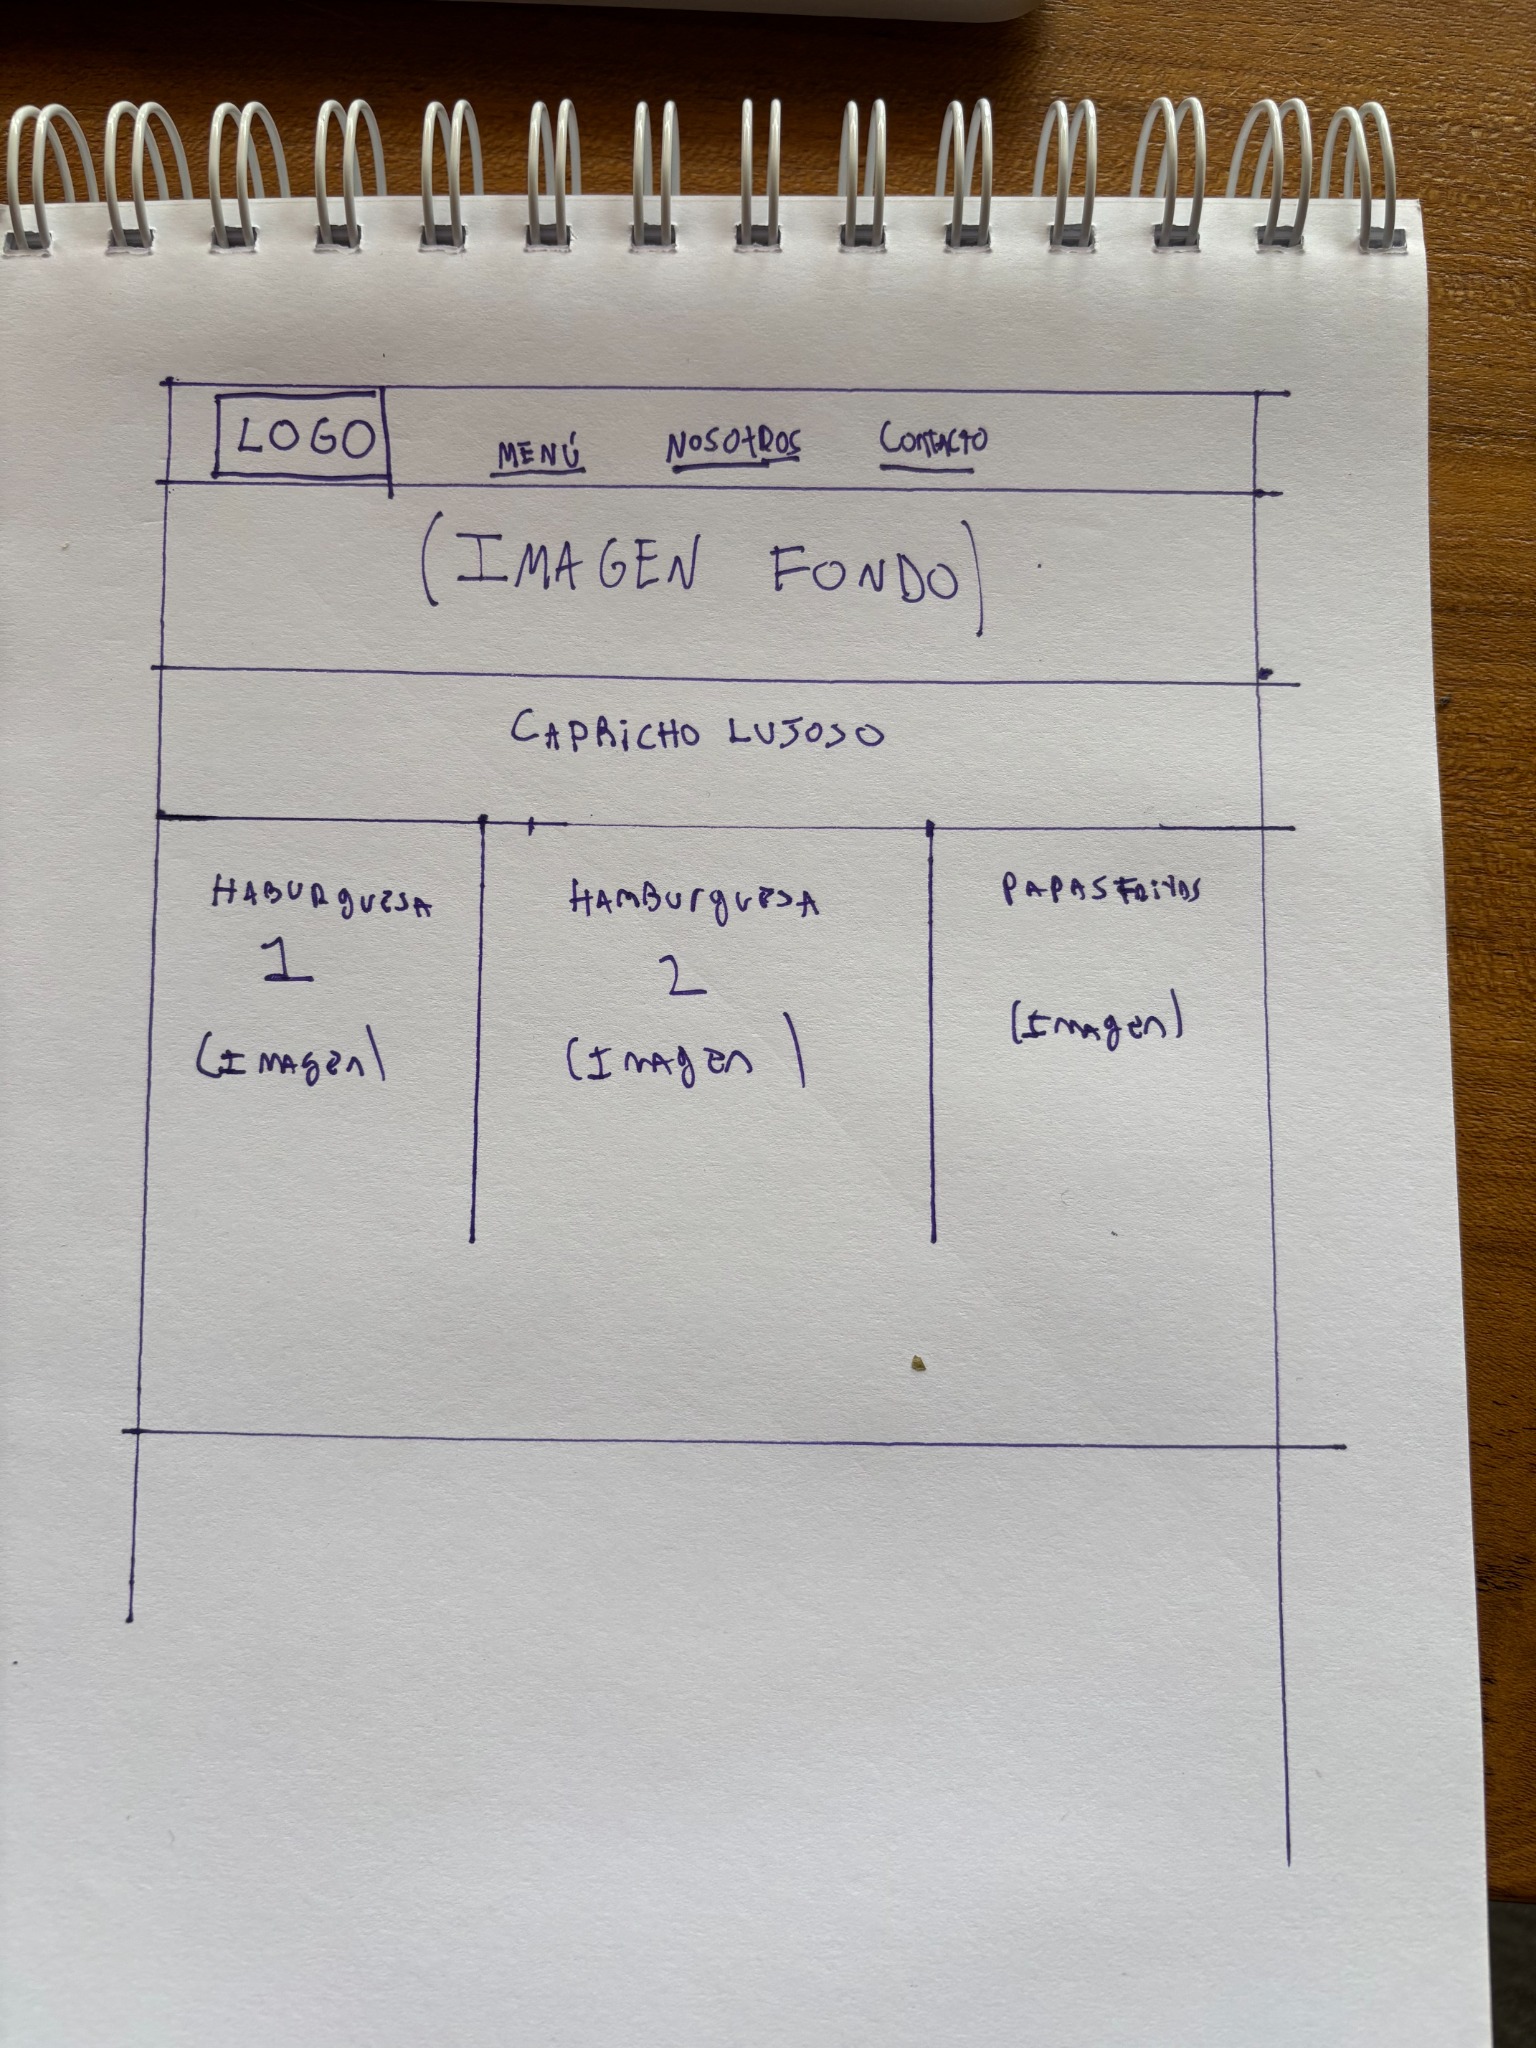 LOGO MENÚ NOSOTROS CONTACTO
(IMAGEN FONDO)
CAPRICHO LUJOSO
HABURGUESA
1
(IMAGEN)
HAMBURGUESA
2
(IMAGEN)
PAPAS FRITAS
(IMAGEN)